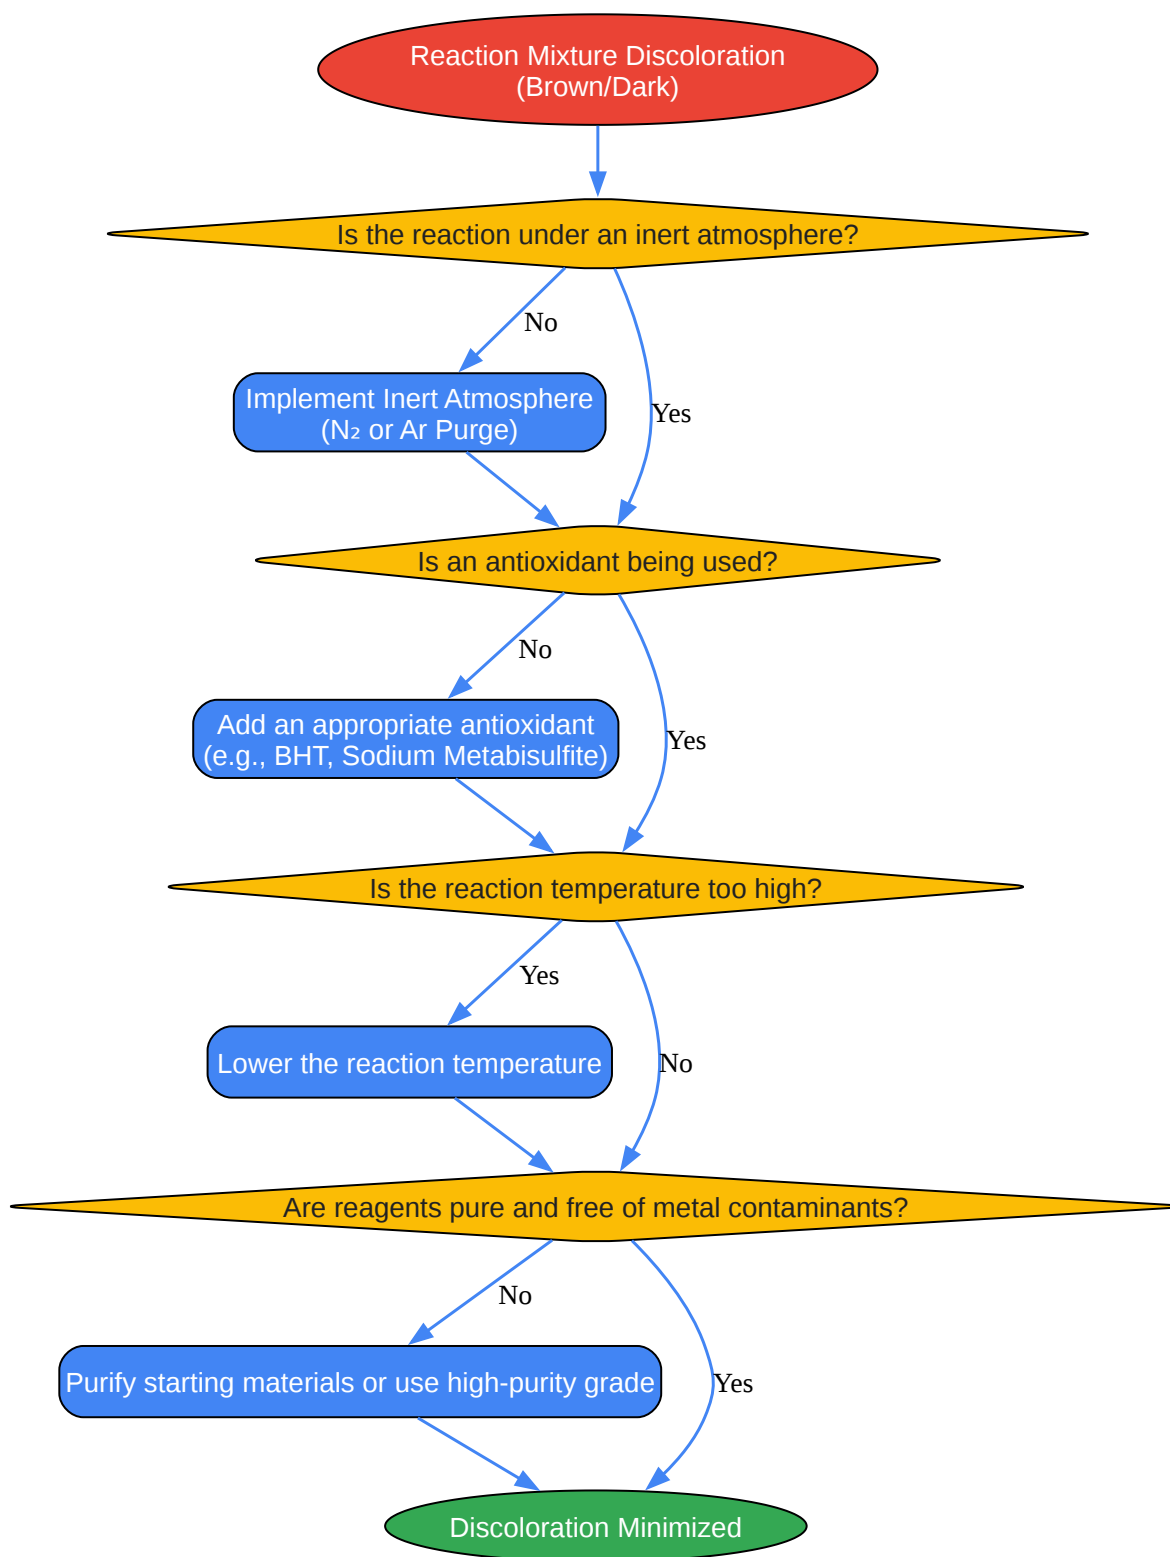 Reaction Mixture Discoloration
(Brown/Dark)
Is the reaction under an inert atmosphere?
No
Implement Inert Atmosphere
(N₂ or Ar Purge)
Yes
Is an antioxidant being used?
No
Add an appropriate antioxidant
(e.g., BHT, Sodium Metabisulfite)
Yes
Is the reaction temperature too high?
Yes
Lower the reaction temperature
No
Are reagents pure and free of metal contaminants?
No
Purify starting materials or use high-purity grade
Yes
Discoloration Minimized